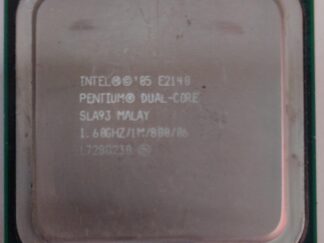 INTEL®©'05 E2140
PENTIUM® DUAL-CORE
SLA93 MALAY
1.60GHZ/1M/800/06